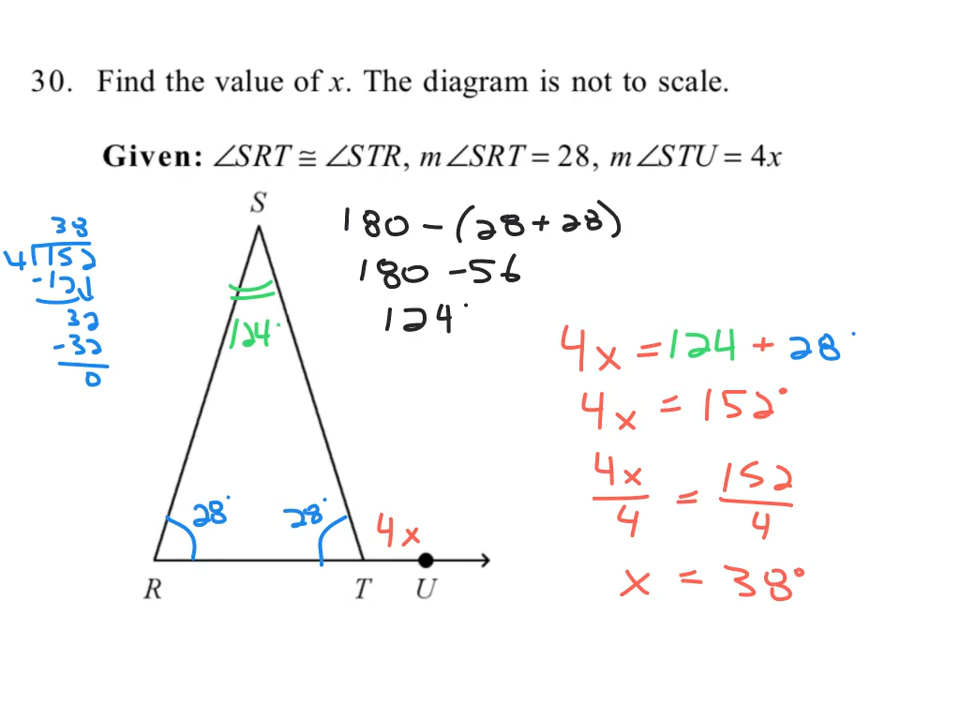 30. Find the value of x. The diagram is not to scale.
Given: ∠SRT ≅ ∠STR, m∠SRT = 28, m∠STU = 4x
S
180 - (28 + 28)
180 - 56
124°
38
4 152
-12↓
32
-32
0
124°
4x = 124 + 28°
4x = 152°
4x/4 = 152/4
x = 38°
28°
28°
4x
R
T
U